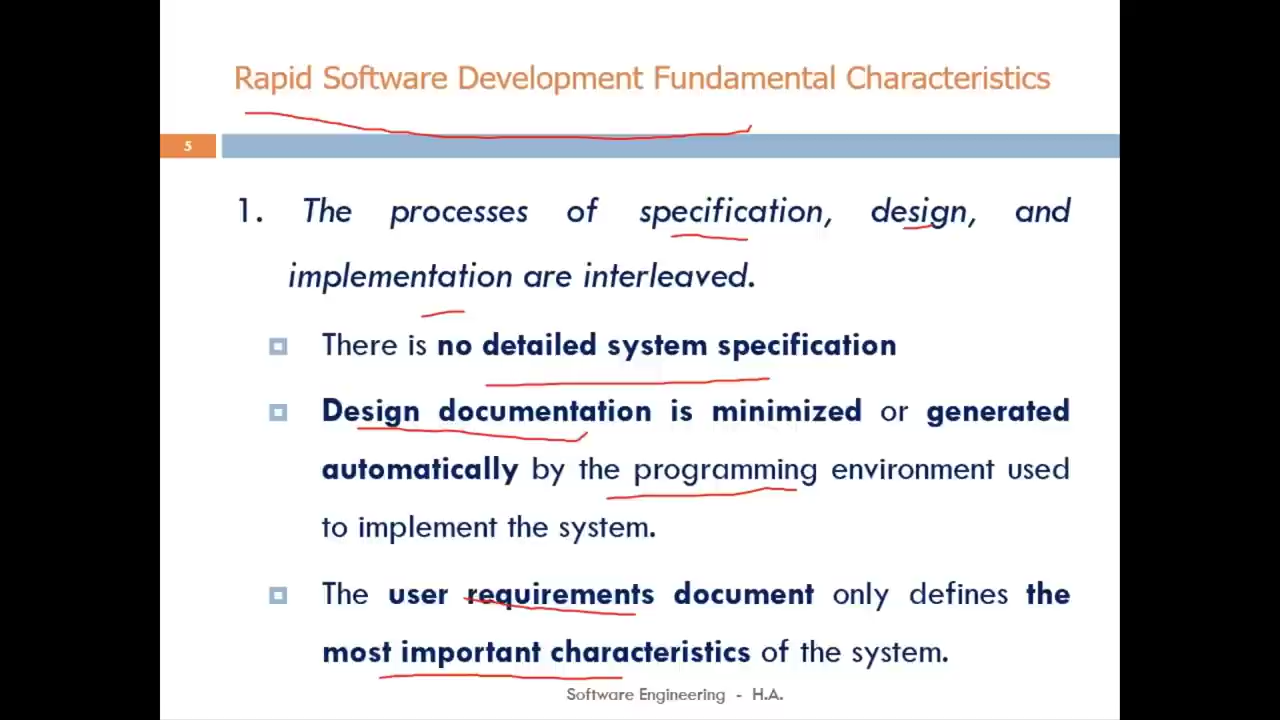 Rapid Software Development Fundamental Characteristics
5
1. The processes of specification, design, and
implementation are interleaved.
There is no detailed system specification
Design documentation is minimized or generated
automatically by the programming environment used
to implement the system.
The user requirements document only defines the
most important characteristics of the system.
Software Engineering - H.A.